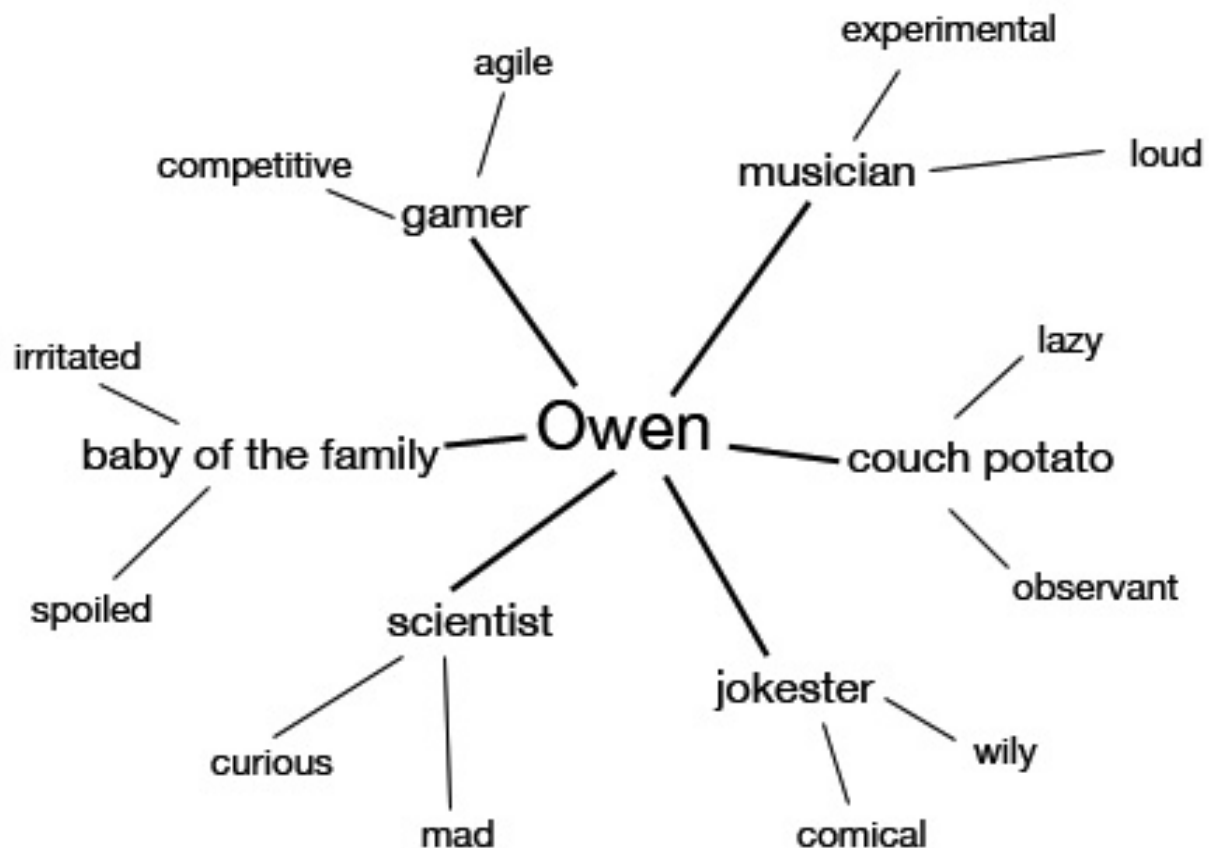 experimental
agile
loud
competitive
musician
gamer
lazy
irritated
Owen
baby of the family
couch potato
observant
spoiled
scientist
jokester
wily
curious
mad
comical